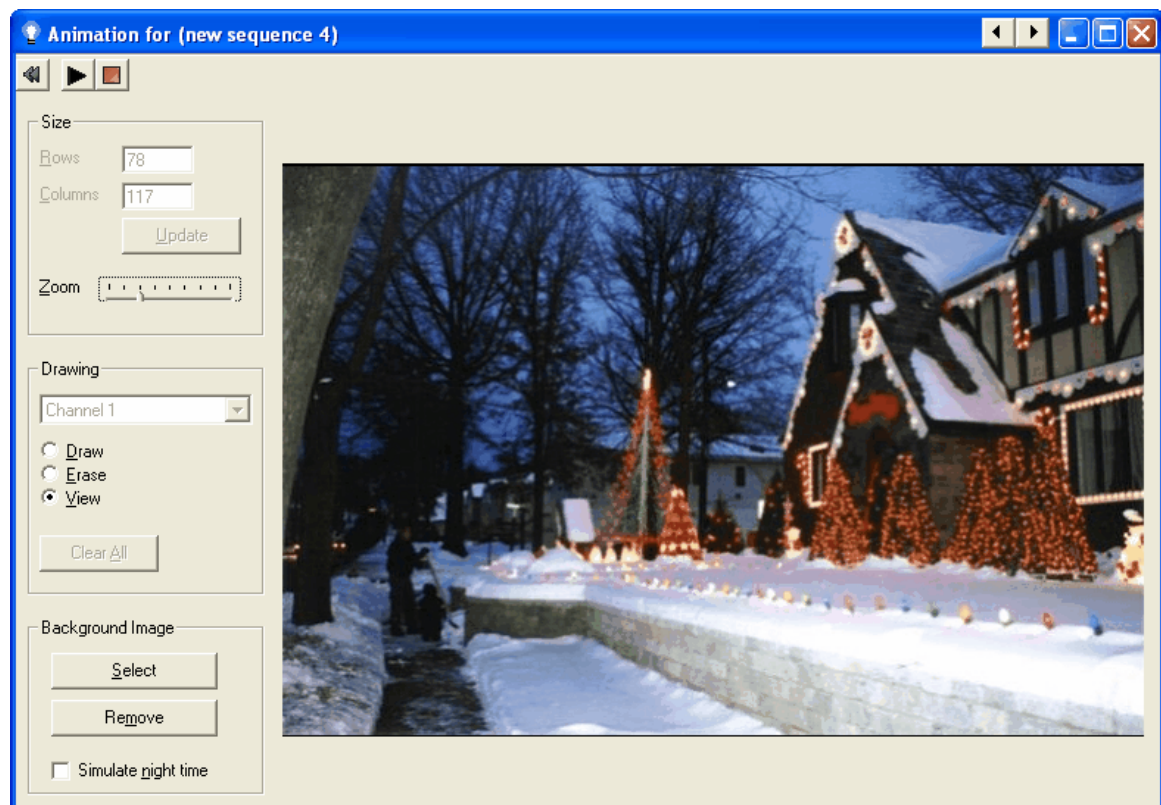 Animation for (new sequence 4)
Size
Rows 78
Columns 117
Update
Zoom
Drawing
Channel 1
Draw
Erase
View
Clear All
Background Image
Select
Remove
Simulate night time